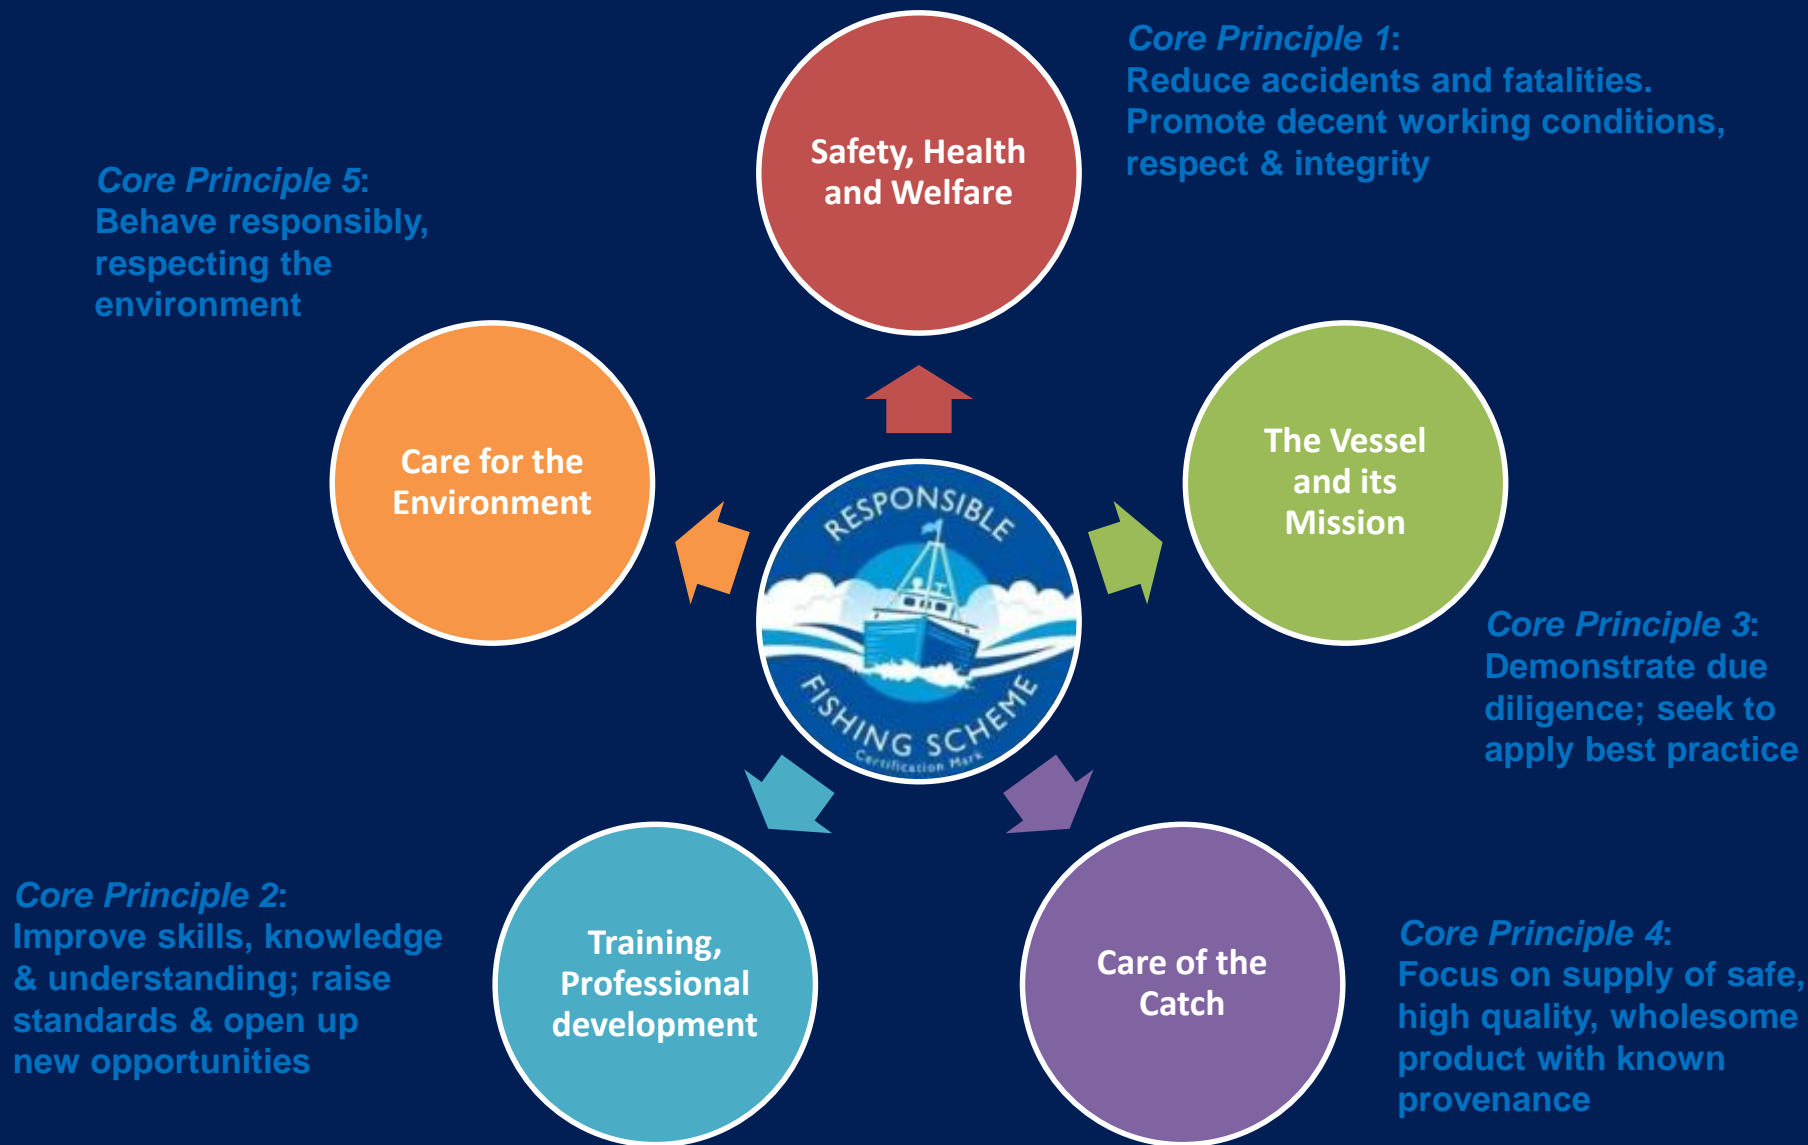 Core Principle 1:
Reduce accidents and fatalities.
Promote decent working conditions,
respect & integrity
Safety, Health
and Welfare
Core Principle 5:
Behave responsibly,
respecting the
environment
Care for the
Environment
The Vessel
and its
Mission
RESPONSIBLE
FISHING SCHEME
Certification Mark
Core Principle 3:
Demonstrate due
diligence; seek to
apply best practice
Core Principle 2:
Improve skills, knowledge
& understanding; raise
standards & open up
new opportunities
Training,
Professional
development
Care of the
Catch
Core Principle 4:
Focus on supply of safe,
high quality, wholesome
product with known
provenance